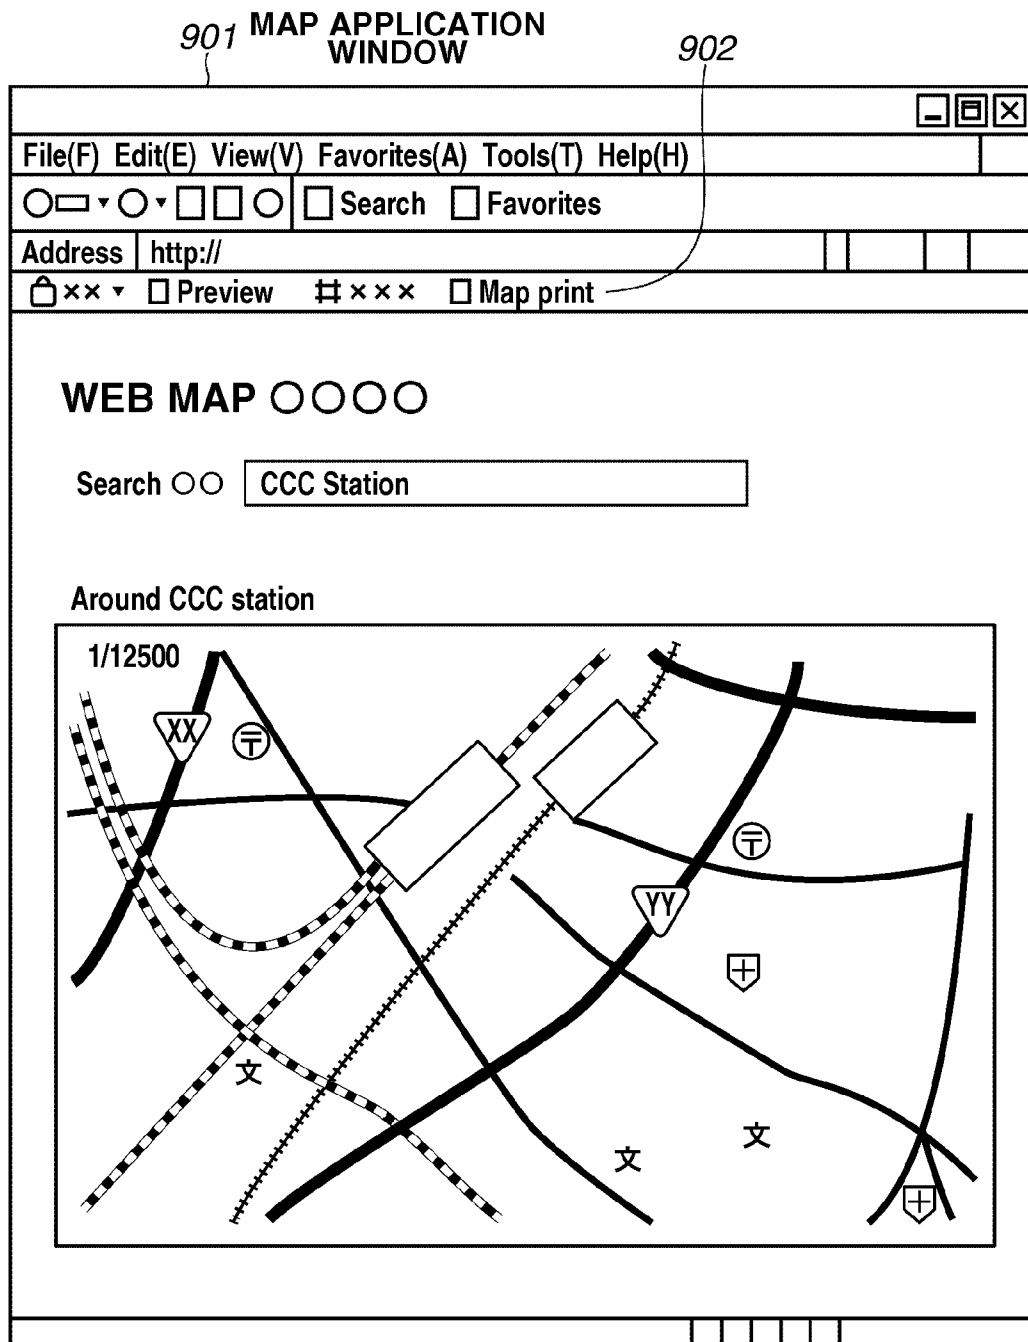 901 MAP APPLICATION
WINDOW
902
File(F) Edit(E) View(V) Favorites(A) Tools(T) Help(H)
Search Favorites
Address http://
×× Preview ××× Map print
WEB MAP ○○○○
Search ○○ CCC Station
Around CCC station
1/12500
XX
〒
〒
YY
文
文
文